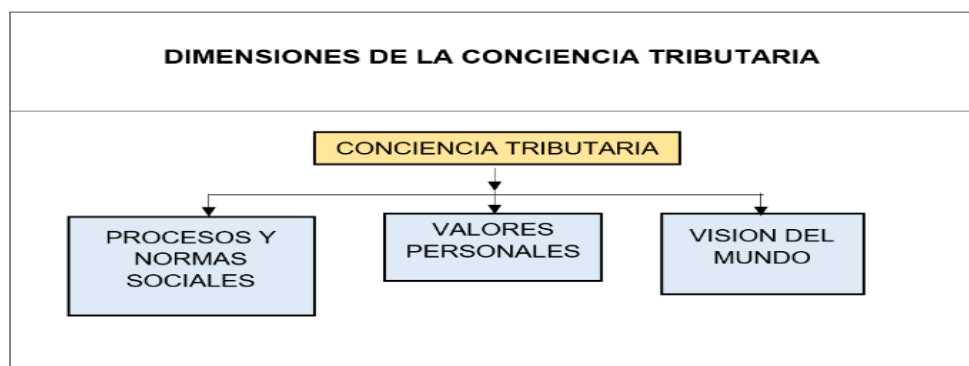 DIMENSIONES DE LA CONCIENCIA TRIBUTARIA
CONCIENCIA TRIBUTARIA
PROCESOS Y
NORMAS
SOCIALES
VALORES
PERSONALES
VISION DEL
MUNDO